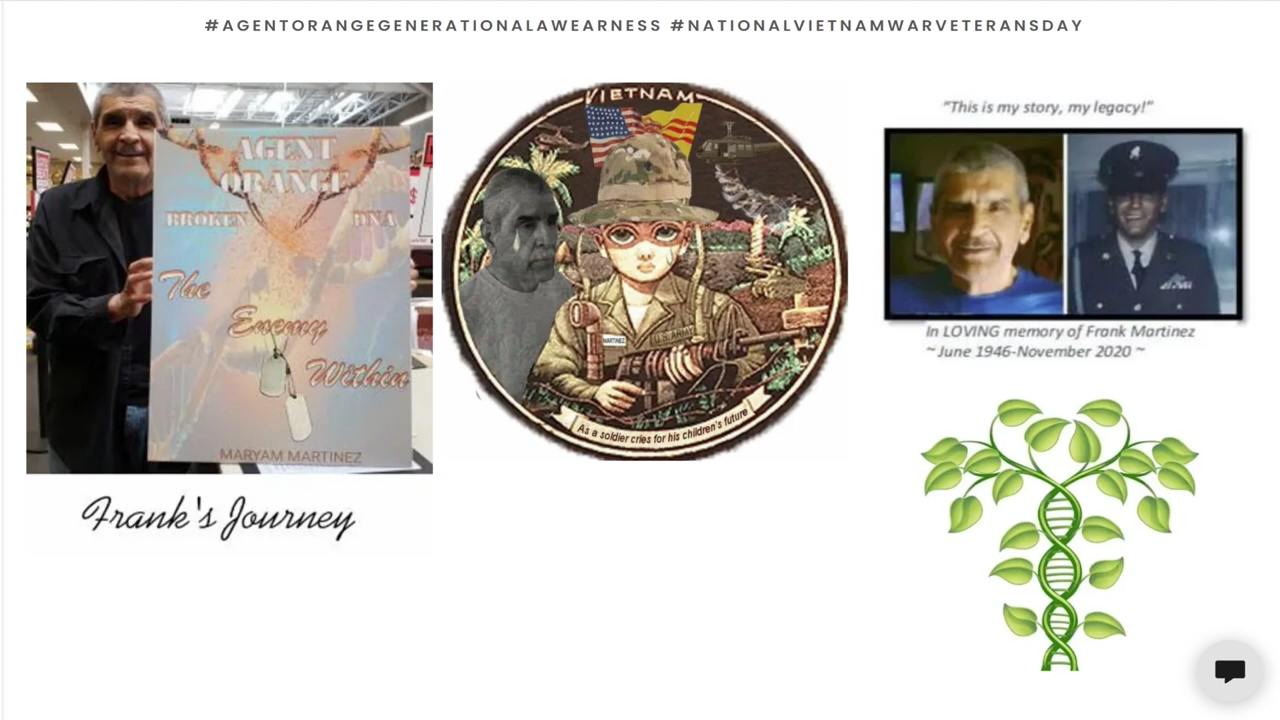 #AGENTORANGEGENERATIONALAWEARNESS #NATIONALVIETNAMWARVETERANSDAY
AGENT
ORANGE
BROKEN DNA
The
Enemy
Within
MARYAM MARTINEZ
Frank's Journey
VIETNAM
MARTINEZ
U.S. ARMY
As a soldier cries for his children's future
"This is my story, my legacy!"
In LOVING memory of Frank Martinez
~ June 1946-November 2020 ~